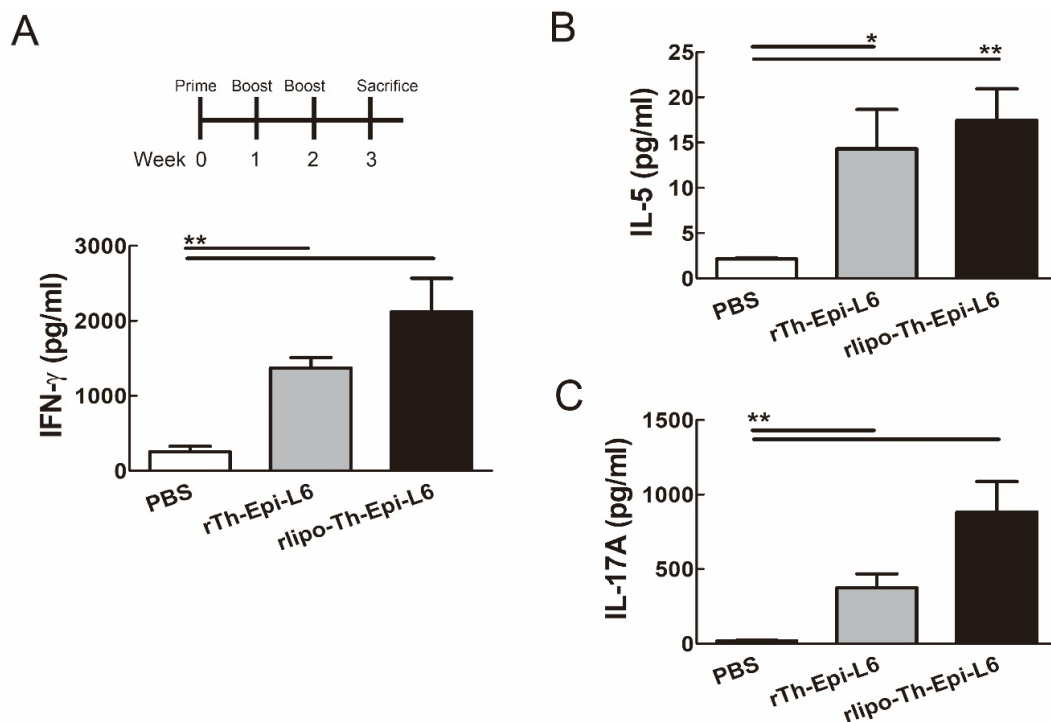 A
Prime Boost Boost Sacrifice
Week 0 1 2 3
IFN-γ (pg/ml)
3000
2000
1000
0
**
PBS
rTh-Epi-L6
rlipo-Th-Epi-L6
B
IL-5 (pg/ml)
25
20
15
10
5
0
*
**
PBS
rTh-Epi-L6
rlipo-Th-Epi-L6
C
IL-17A (pg/ml)
1500
1000
500
0
**
PBS
rTh-Epi-L6
rlipo-Th-Epi-L6